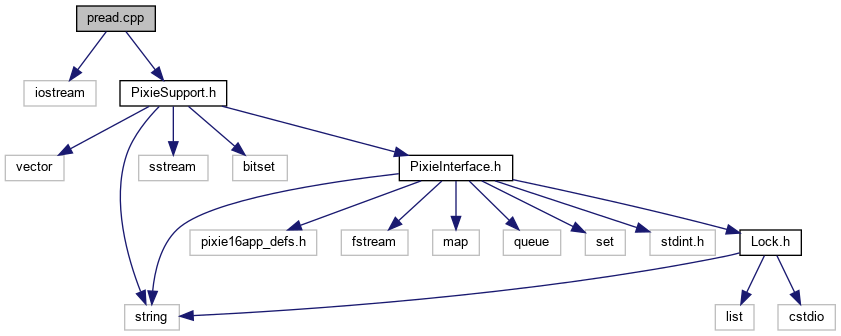 pread.cpp
iostream
PixieSupport.h
vector
sstream
bitset
PixieInterface.h
pixie16app_defs.h
fstream
map
queue
set
stdint.h
Lock.h
string
list
cstdio